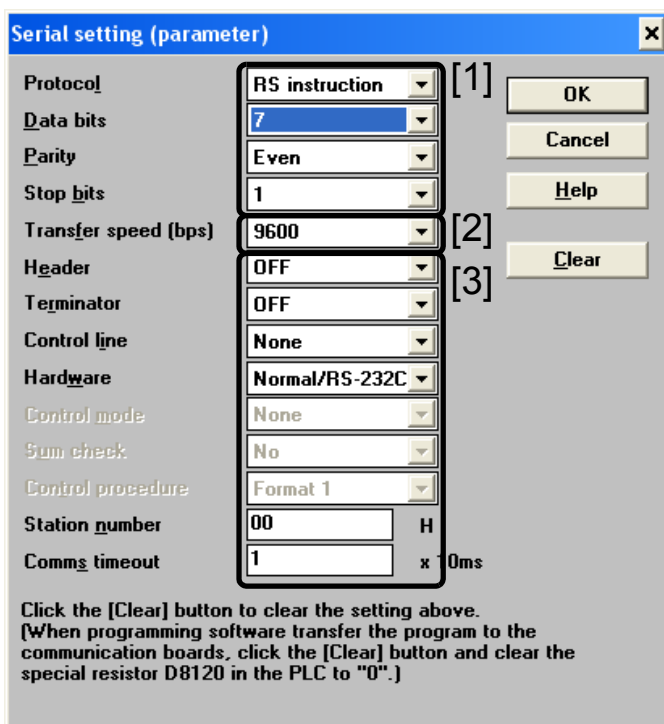 Serial setting (parameter)
Protocol RS instruction [1] OK
Data bits 7
Parity Even Cancel
Stop bits 1 Help
Transfer speed (bps) 9600 [2]
Header OFF [3] Clear
Terminator OFF
Control line None
Hardware Normal/RS-232C
Control mode None
Sum check No
Control procedure Format 1
Station number 00 H
Comms timeout 1 x 10ms
Click the [Clear] button to clear the setting above.
(When programming software transfer the program to the
communication boards, click the [Clear] button and clear the
special resistor D8120 in the PLC to "0".)